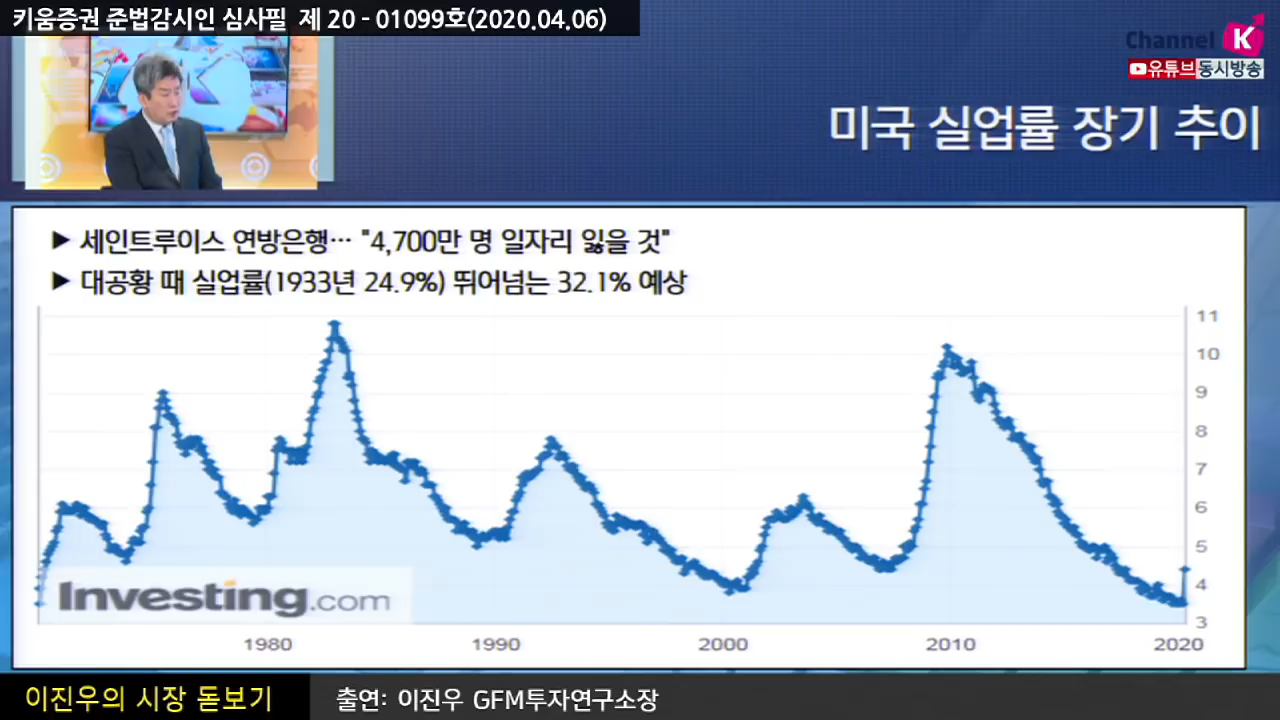 키움증권 준법감시인 심사필 제 20 - 01099호(2020.04.06)
Channel K
유튜브동시방송
미국 실업률 장기 추이
▶ 세인트루이스 연방은행… "4,700만 명 일자리 잃을 것"
▶ 대공황 때 실업률(1933년 24.9%) 뛰어넘는 32.1% 예상
11
10
9
8
7
6
5
4
3
Investing.com
1980 1990 2000 2010 2020
이진우의 시장 돋보기
출연: 이진우 GFM투자연구소장